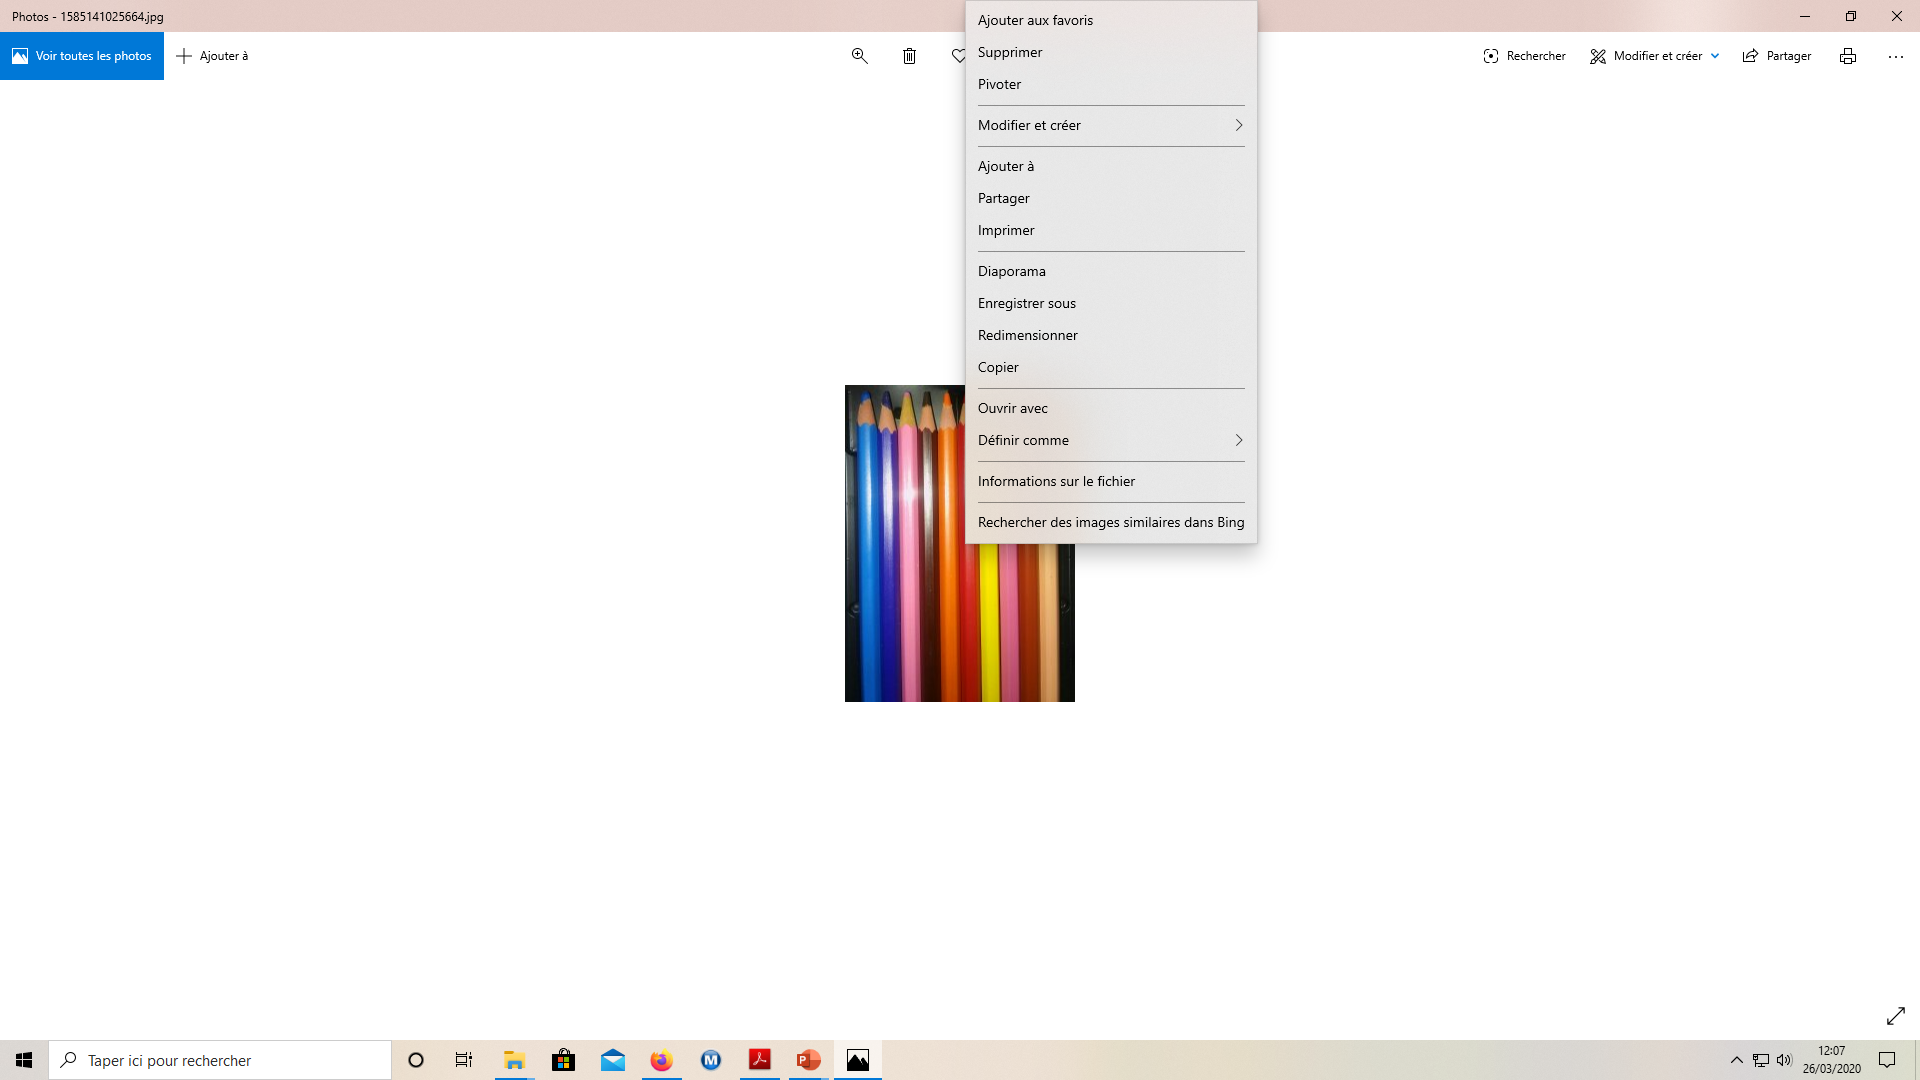 Photos - 1585141025664.jpg
Voir toutes les photos
Ajouter à
Rechercher
Modifier et créer
Partager
Ajouter aux favoris
Supprimer
Pivoter
Modifier et créer
Ajouter à
Partager
Imprimer
Diaporama
Enregistrer sous
Redimensionner
Copier
Ouvrir avec
Définir comme
Informations sur le fichier
Rechercher des images similaires dans Bing
Taper ici pour rechercher
12:07
26/03/2020